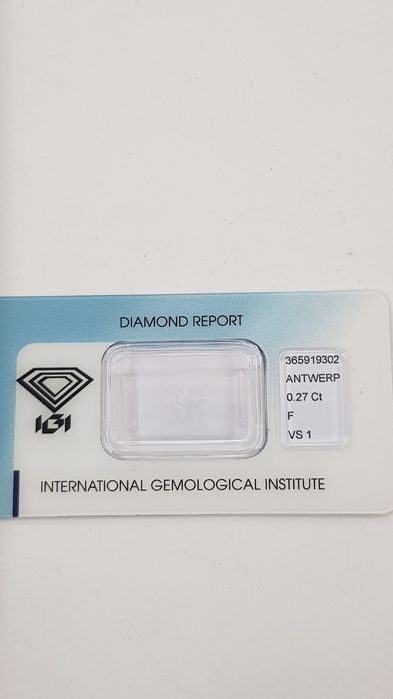 DIAMOND REPORT
IGI
365919302
ANTWERP
0.27 Ct
F
VS 1
INTERNATIONAL GEMOLOGICAL INSTITUTE